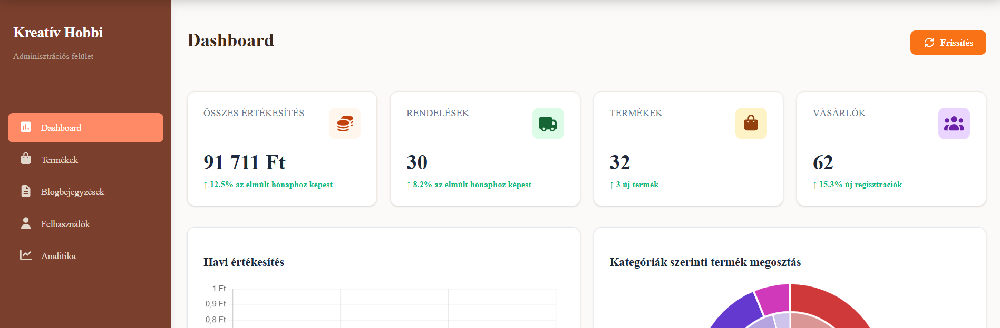 Kreatív Hobbi
Adminisztrációs felület
Dashboard
Termékek
Blogbejegyzések
Felhasználók
Analitika
Dashboard
Frissítés
ÖSSZES ÉRTÉKESÍTÉS
91 711 Ft
↑ 12.5% az elmúlt hónaphoz képest
RENDELÉSEK
30
↑ 8.2% az elmúlt hónaphoz képest
TERMÉKEK
32
↑ 3 új termék
VÁSÁRLÓK
62
↑ 15.3% új regisztrációk
Havi értékesítés
1 Ft
0,9 Ft
0,8 Ft
Kategóriák szerinti termék megosztás